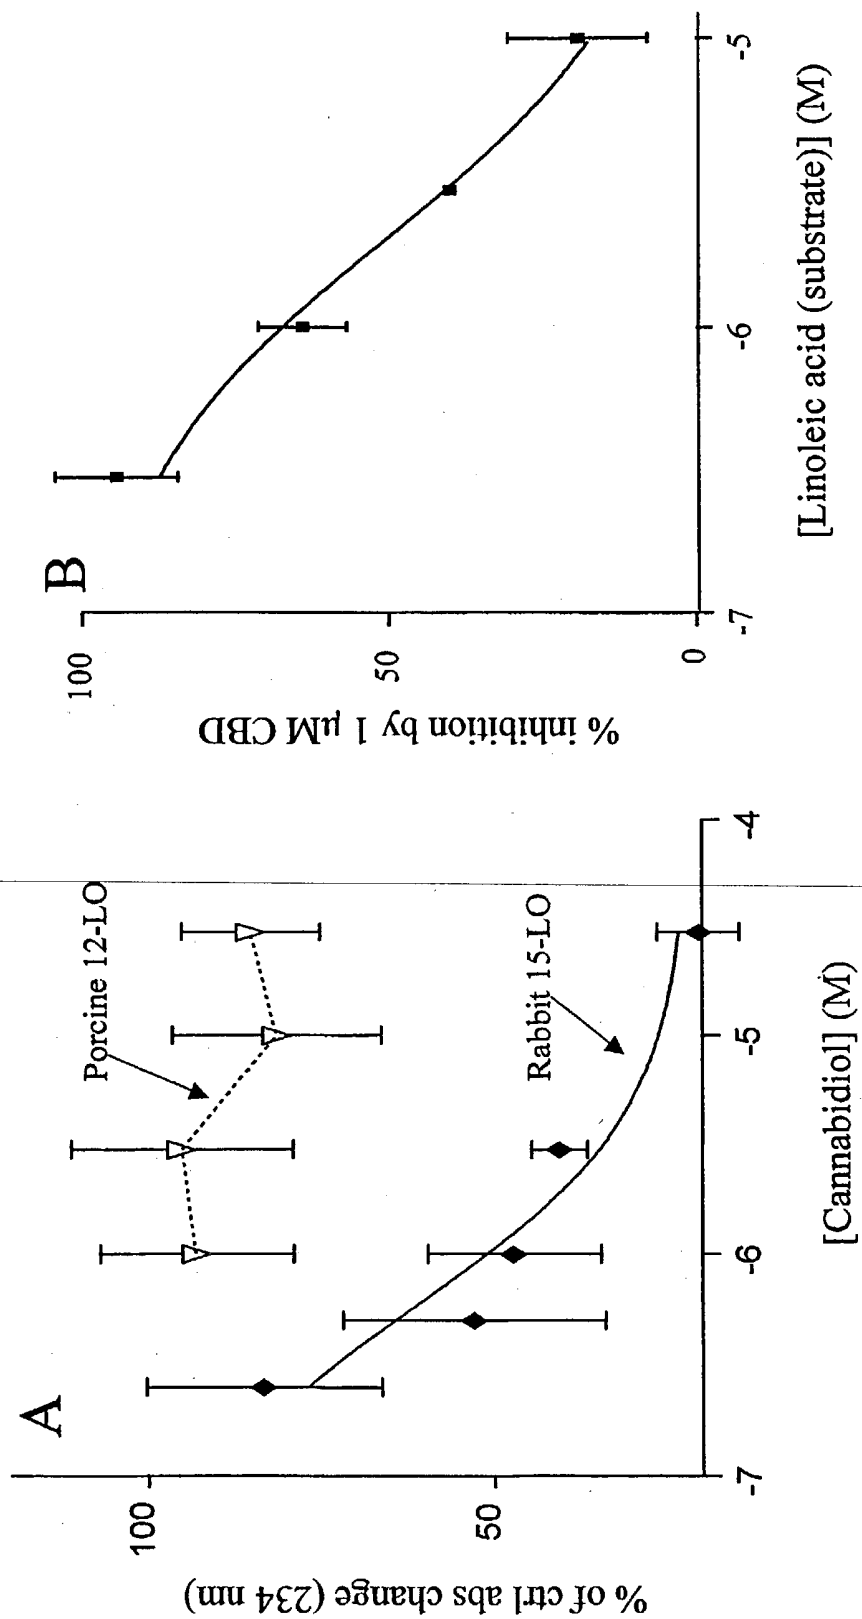 A
% of ctrl abs change (234 nm)
100
50
Porcine 12-LO
Rabbit 15-LO
-7
-6
-5
-4
[Cannabidiol] (M)
B
% inhibition by 1 µM CBD
100
50
0
-7
-6
-5
[Linoleic acid (substrate)] (M)